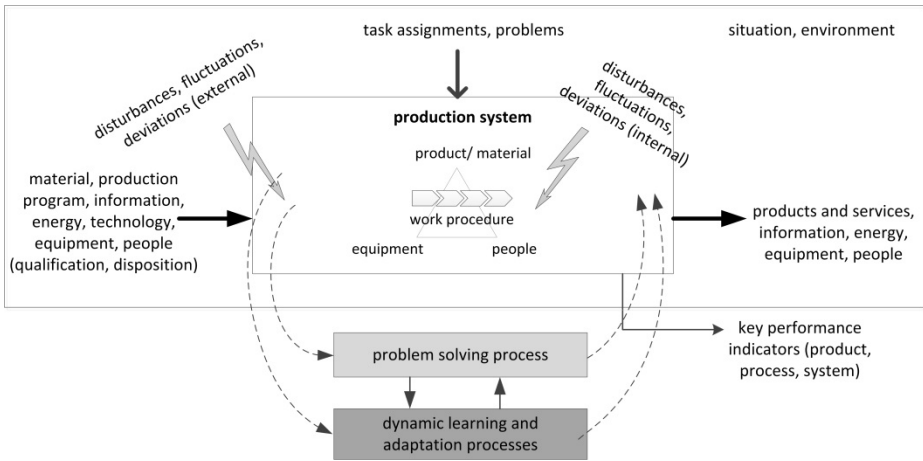 task assignments, problems
situation, environment
disturbances, fluctuations,
deviations (external)
disturbances,
fluctuations,
deviations (internal)
production system
product/ material
work procedure
equipment
people
material, production
program, information,
energy, technology,
equipment, people
(qualification, disposition)
products and services,
information, energy,
equipment, people
key performance
indicators (product,
process, system)
problem solving process
dynamic learning and
adaptation processes